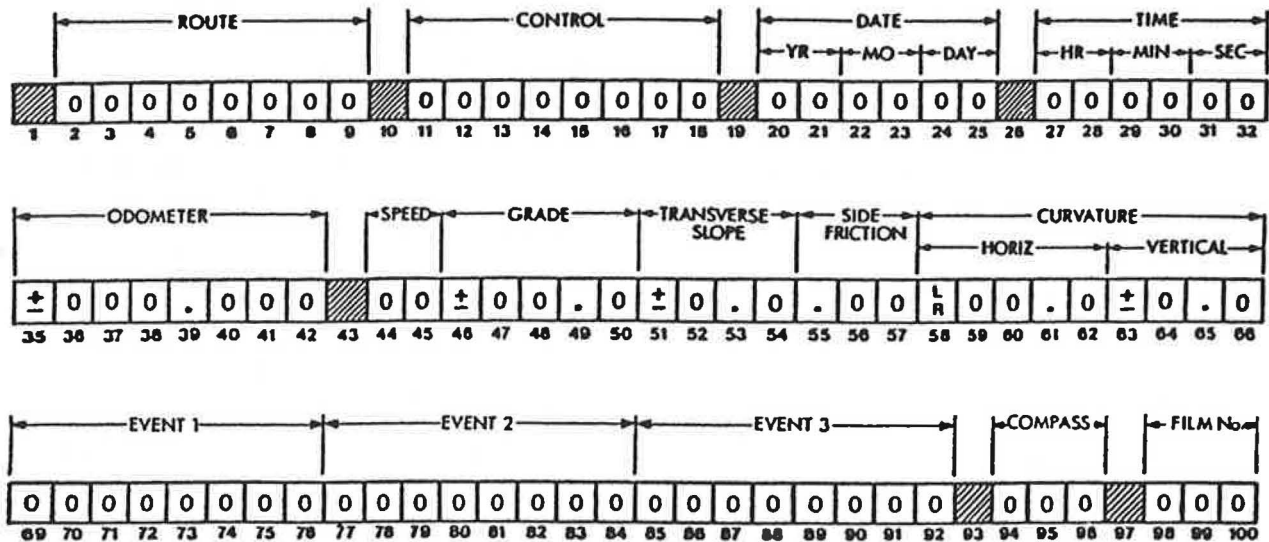 ROUTE CONTROL DATE TIME
YR MO DAY HR MIN SEC
0 0 0 0 0 0 0 0 0 0 0 0 0 0 0 0 0 0 0 0 0 0 0 0 0 0 0 0
1 2 3 4 5 6 7 8 9 10 11 12 13 14 15 16 17 18 19 20 21 22 23 24 25 26 27 28 29 30 31 32
ODOMETER SPEED GRADE TRANSVERSE SLOPE SIDE FRICTION CURVATURE
HORIZ VERTICAL
± 0 0 0 . 0 0 0 0 0 ± 0 0 . 0 ± 0 . 0 . 0 0 L R 0 0 . 0 ± 0 . 0
35 36 37 38 39 40 41 42 43 44 45 46 47 48 49 50 51 52 53 54 55 56 57 58 59 60 61 62 63 64 65 66
EVENT 1 EVENT 2 EVENT 3 COMPASS FILM No.
0 0 0 0 0 0 0 0 0 0 0 0 0 0 0 0 0 0 0 0 0 0 0 0 0 0 0 0 0 0
69 70 71 72 73 74 75 76 77 78 79 80 81 82 83 84 85 86 87 88 89 90 91 92 93 94 95 96 97 98 99 100